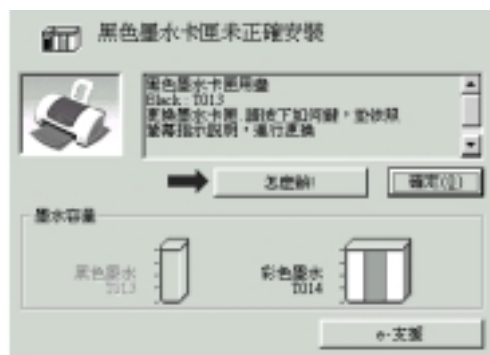 黑色墨水卡匣未正確安裝
黑色墨水卡匣用盡
Black : T013
更換墨水卡匣,請按下如何鍵,並依照
螢幕指示說明,進行更換
怎麼辦!
確定(O)
墨水容量
黑色墨水
T013
彩色墨水
T014
e-支援